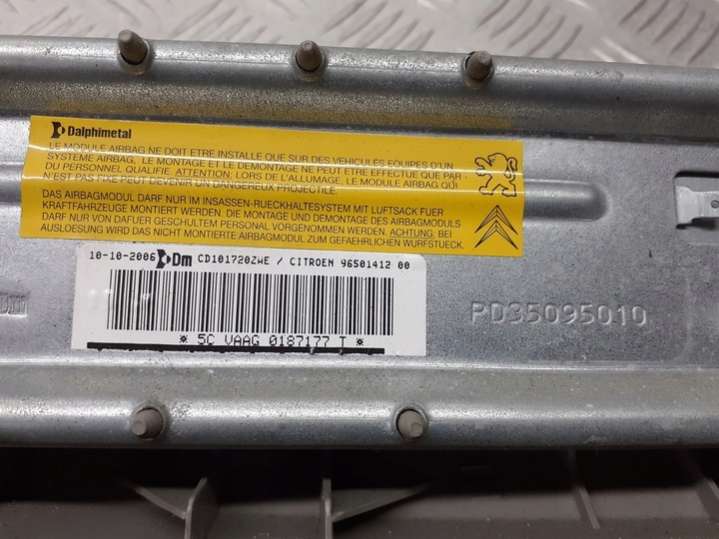 Dalphimetal
LE MODULE AIRBAG NE DOIT ETRE INSTALLE QUE SUR DES VEHICULES EQUIPES D'UN
SYSTEME AIRBAG, LE MONTAGE ET LE DEMONTAGE NE PEUT ETRE EFFECTUE QUE PAR
DU PERSONNEL QUALIFIE. ATTENTION: LORS DE L'ALLUMAGE, LE MODULE AIRBAG QUI
N'EST PAS FIXE PEUT DEVENIR UN DANGEREUX PROJECTILE
DAS AIRBAGMODUL DARF NUR IM INSASSEN-RUECKHALTESYSTEM MIT LUFTSACK FUER
KRAFTFAHRZEUGE MONTIERT WERDEN. DIE MONTAGE UND DEMONTAGE DES AIRBAGMODULS
DARF NUR VON DAFUER GESCHULTEM PERSONAL VORGENOMMEN WERDEN. ACHTUNG, BEI
AUSLOESUNG WIRD DAS NICHT MONTIERTE AIRBAGMODUL ZUM GEFAEHRLICHEN WURFSTUECK.
10-10-2006 Dm CD101720ZWE / CITROEN 96501412 00
* 5C VAAG 0187177 T *
PD35095010